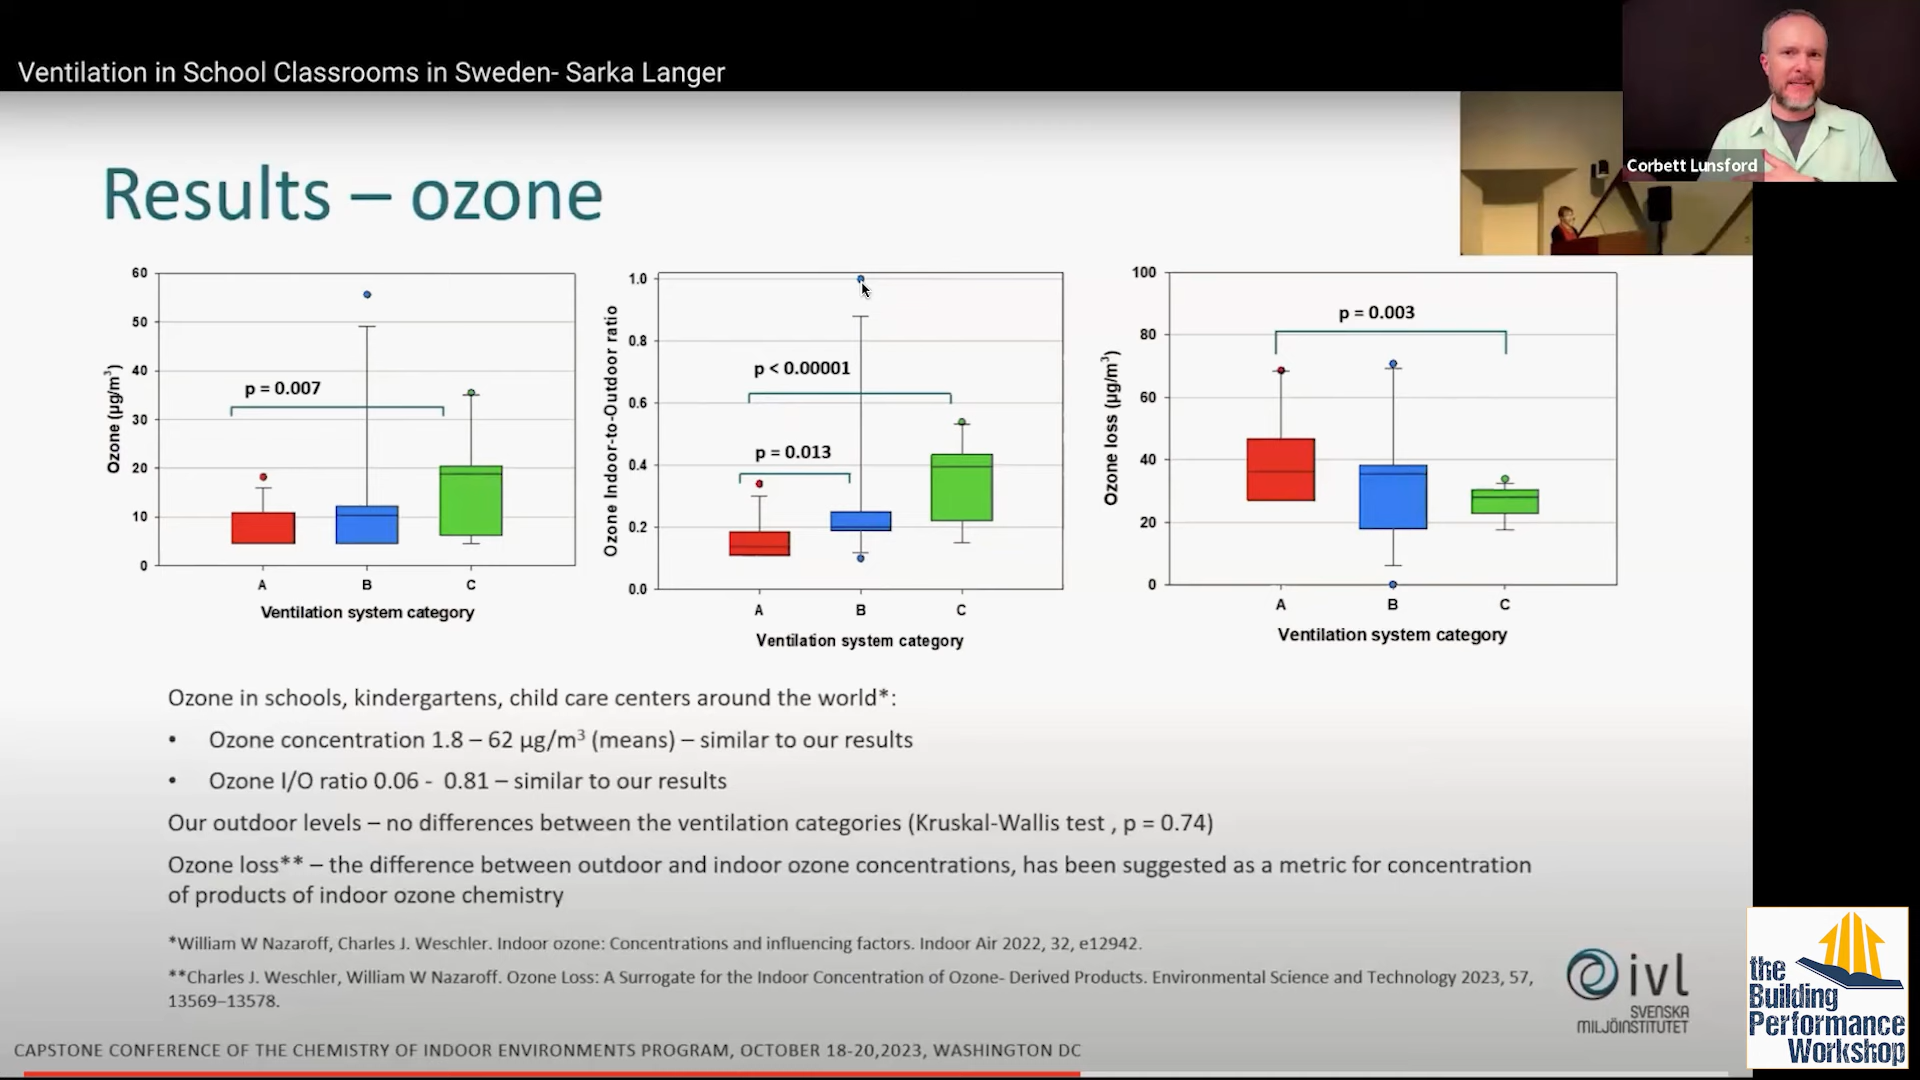 Ventilation in School Classrooms in Sweden- Sarka Langer
Corbett Lunsford
Results – ozone
60
50
40
30
20
10
0
Ozone (µg/m³)
p = 0.007
A
B
C
Ventilation system category
1.0
0.8
0.6
0.4
0.2
0.0
Ozone Indoor-to-Outdoor ratio
p < 0.00001
p = 0.013
A
B
C
Ventilation system category
100
80
60
40
20
0
Ozone loss (µg/m³)
p = 0.003
A
B
C
Ventilation system category
Ozone in schools, kindergartens, child care centers around the world*:
• Ozone concentration 1.8 – 62 µg/m³ (means) – similar to our results
• Ozone I/O ratio 0.06 - 0.81 – similar to our results
Our outdoor levels – no differences between the ventilation categories (Kruskal-Wallis test , p = 0.74)
Ozone loss** – the difference between outdoor and indoor ozone concentrations, has been suggested as a metric for concentration
of products of indoor ozone chemistry
*William W Nazaroff, Charles J. Weschler. Indoor ozone: Concentrations and influencing factors. Indoor Air 2022, 32, e12942.
**Charles J. Weschler, William W Nazaroff. Ozone Loss: A Surrogate for the Indoor Concentration of Ozone- Derived Products. Environmental Science and Technology 2023, 57,
13569–13578.
ivl
SVENSKA
MILJÖINSTITUTET
the
Building
Performance
Workshop
CAPSTONE CONFERENCE OF THE CHEMISTRY OF INDOOR ENVIRONMENTS PROGRAM, OCTOBER 18-20,2023, WASHINGTON DC